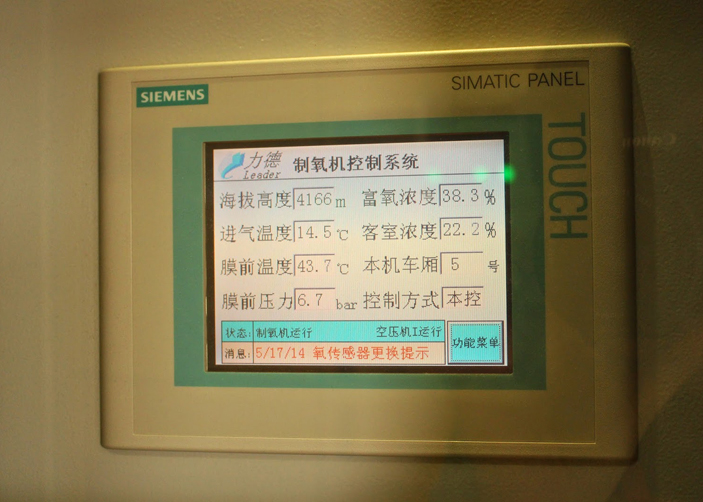 SIEMENS
SIMATIC PANEL
TOUCH
力德 制氧机控制系统
Leader
海拔高度 4166 m 富氧浓度 38.3 %
进气温度 14.5 ℃ 客室浓度 22.2 %
膜前温度 43.7 ℃ 本机车厢 5 号
膜前压力 6.7 bar 控制方式 本控
状态: 制氧机运行 空压机I运行
消息: 5/17/14 氧传感器更换提示
功能菜单